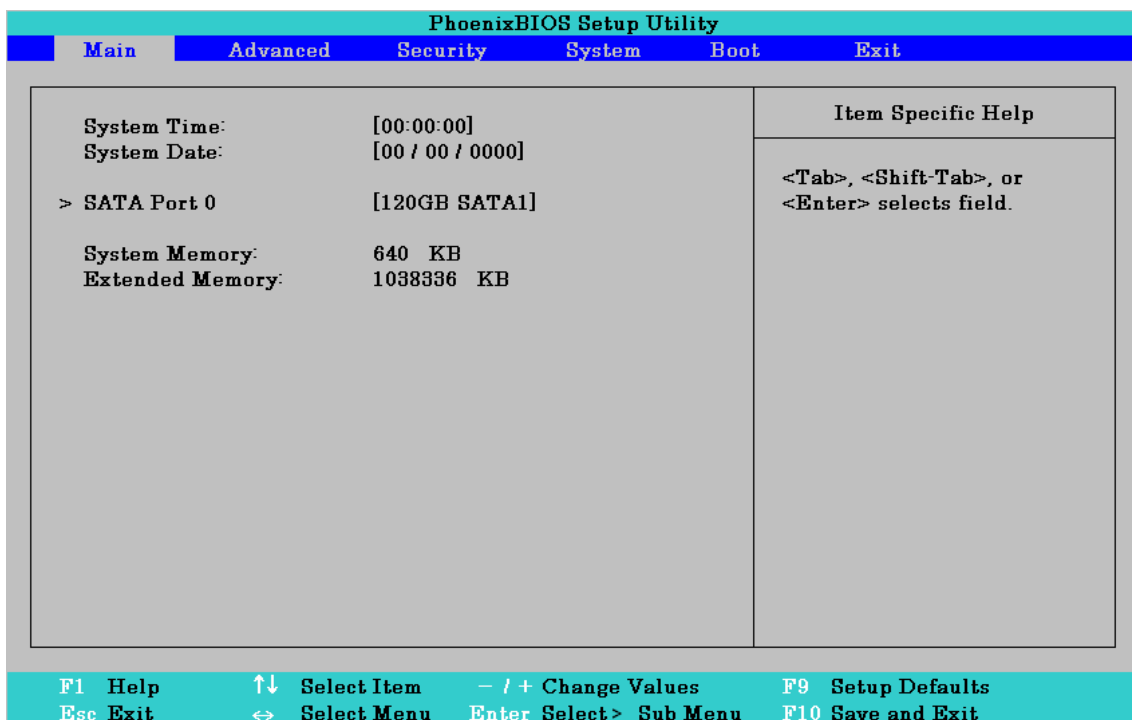 PhoenixBIOS Setup Utility
Main Advanced Security System Boot Exit
System Time: [00:00:00]
System Date: [00 / 00 / 0000]
> SATA Port 0 [120GB SATA1]
System Memory: 640 KB
Extended Memory: 1038336 KB
Item Specific Help
<Tab>, <Shift-Tab>, or
<Enter> selects field.
F1 Help ↑↓ Select Item - / + Change Values F9 Setup Defaults
Esc Exit ⇔ Select Menu Enter Select> Sub Menu F10 Save and Exit